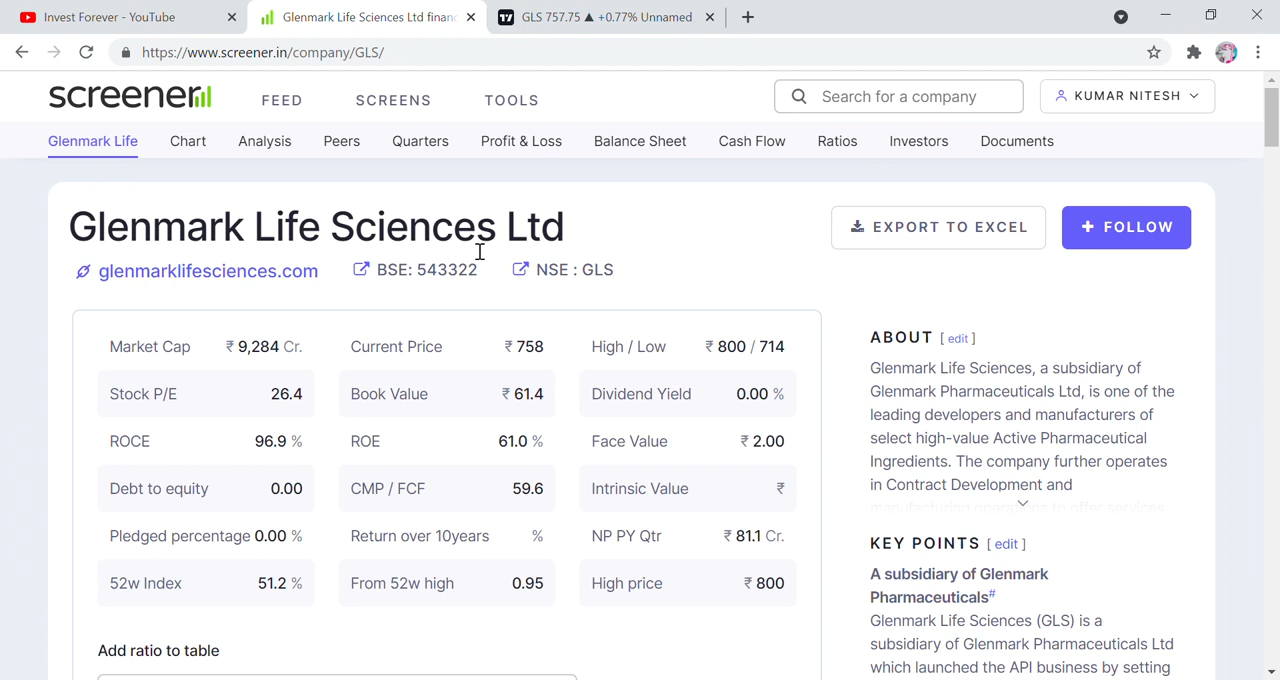 Invest Forever - YouTube
Glenmark Life Sciences Ltd financ
GLS 757.75 ▲ +0.77% Unnamed
https://www.screener.in/company/GLS/
screener
FEED
SCREENS
TOOLS
Search for a company
KUMAR NITESH
Glenmark Life
Chart
Analysis
Peers
Quarters
Profit & Loss
Balance Sheet
Cash Flow
Ratios
Investors
Documents
Glenmark Life Sciences Ltd
EXPORT TO EXCEL
+ FOLLOW
glenmarklifesciences.com
BSE: 543322
NSE : GLS
Market Cap ₹ 9,284 Cr.
Current Price ₹ 758
High / Low ₹ 800 / 714
Stock P/E 26.4
Book Value ₹ 61.4
Dividend Yield 0.00 %
ROCE 96.9 %
ROE 61.0 %
Face Value ₹ 2.00
Debt to equity 0.00
CMP / FCF 59.6
Intrinsic Value ₹
Pledged percentage 0.00 %
Return over 10years %
NP PY Qtr ₹ 81.1 Cr.
52w Index 51.2 %
From 52w high 0.95
High price ₹ 800
Add ratio to table
ABOUT [ edit ]
Glenmark Life Sciences, a subsidiary of
Glenmark Pharmaceuticals Ltd, is one of the
leading developers and manufacturers of
select high-value Active Pharmaceutical
Ingredients. The company further operates
in Contract Development and
manufacturing operations to offer services
KEY POINTS [ edit ]
A subsidiary of Glenmark
Pharmaceuticals#
Glenmark Life Sciences (GLS) is a
subsidiary of Glenmark Pharmaceuticals Ltd
which launched the API business by setting